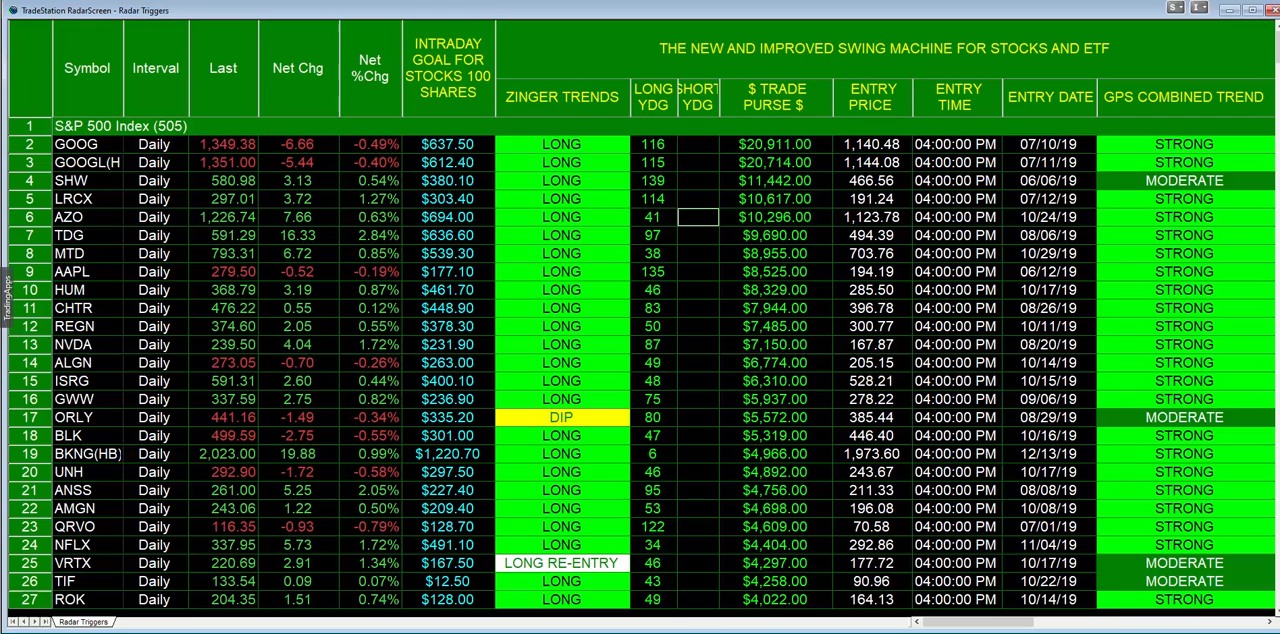 TradeStation RadarScreen - Radar Triggers
S I
Symbol Interval Last Net Chg Net %Chg INTRADAY GOAL FOR STOCKS 100 SHARES THE NEW AND IMPROVED SWING MACHINE FOR STOCKS AND ETF
ZINGER TRENDS LONG YDG SHORT YDG $ TRADE PURSE $ ENTRY PRICE ENTRY TIME ENTRY DATE GPS COMBINED TREND
1 S&P 500 Index (505)
2 GOOG Daily 1,349.38 -6.66 -0.49% $637.50 LONG 116 $20,911.00 1,140.48 04:00:00 PM 07/10/19 STRONG
3 GOOGL(H Daily 1,351.00 -5.44 -0.40% $612.40 LONG 115 $20,714.00 1,144.08 04:00:00 PM 07/11/19 STRONG
4 SHW Daily 580.98 3.13 0.54% $380.10 LONG 139 $11,442.00 466.56 04:00:00 PM 06/06/19 MODERATE
5 LRCX Daily 297.01 3.72 1.27% $303.40 LONG 114 $10,617.00 191.24 04:00:00 PM 07/12/19 STRONG
6 AZO Daily 1,226.74 7.66 0.63% $694.00 LONG 41 $10,296.00 1,123.78 04:00:00 PM 10/24/19 STRONG
7 TDG Daily 591.29 16.33 2.84% $636.60 LONG 97 $9,690.00 494.39 04:00:00 PM 08/06/19 STRONG
8 MTD Daily 793.31 6.72 0.85% $539.30 LONG 38 $8,955.00 703.76 04:00:00 PM 10/29/19 STRONG
9 AAPL Daily 279.50 -0.52 -0.19% $177.10 LONG 135 $8,525.00 194.19 04:00:00 PM 06/12/19 STRONG
10 HUM Daily 368.79 3.19 0.87% $461.70 LONG 46 $8,329.00 285.50 04:00:00 PM 10/17/19 STRONG
11 CHTR Daily 476.22 0.55 0.12% $448.90 LONG 83 $7,944.00 396.78 04:00:00 PM 08/26/19 STRONG
12 REGN Daily 374.60 2.05 0.55% $378.30 LONG 50 $7,485.00 300.77 04:00:00 PM 10/11/19 STRONG
13 NVDA Daily 239.50 4.04 1.72% $231.90 LONG 87 $7,150.00 167.87 04:00:00 PM 08/20/19 STRONG
14 ALGN Daily 273.05 -0.70 -0.26% $263.00 LONG 49 $6,774.00 205.15 04:00:00 PM 10/14/19 STRONG
15 ISRG Daily 591.31 2.60 0.44% $400.10 LONG 48 $6,310.00 528.21 04:00:00 PM 10/15/19 STRONG
16 GWW Daily 337.59 2.75 0.82% $236.90 LONG 75 $5,937.00 278.22 04:00:00 PM 09/06/19 STRONG
17 ORLY Daily 441.16 -1.49 -0.34% $335.20 DIP 80 $5,572.00 385.44 04:00:00 PM 08/29/19 MODERATE
18 BLK Daily 499.59 -2.75 -0.55% $301.00 LONG 47 $5,319.00 446.40 04:00:00 PM 10/16/19 STRONG
19 BKNG(HB) Daily 2,023.00 19.88 0.99% $1,220.70 LONG 6 $4,966.00 1,973.60 04:00:00 PM 12/13/19 STRONG
20 UNH Daily 292.90 -1.72 -0.58% $297.50 LONG 46 $4,892.00 243.67 04:00:00 PM 10/17/19 STRONG
21 ANSS Daily 261.00 5.25 2.05% $227.40 LONG 95 $4,756.00 211.33 04:00:00 PM 08/08/19 STRONG
22 AMGN Daily 243.06 1.22 0.50% $209.40 LONG 53 $4,698.00 196.08 04:00:00 PM 10/08/19 STRONG
23 QRVO Daily 116.35 -0.93 -0.79% $128.70 LONG 122 $4,609.00 70.58 04:00:00 PM 07/01/19 STRONG
24 NFLX Daily 337.95 5.73 1.72% $491.10 LONG 34 $4,404.00 292.86 04:00:00 PM 11/04/19 STRONG
25 VRTX Daily 220.69 2.91 1.34% $167.50 LONG RE-ENTRY 46 $4,297.00 177.72 04:00:00 PM 10/17/19 MODERATE
26 TIF Daily 133.54 0.09 0.07% $12.50 LONG 43 $4,258.00 90.96 04:00:00 PM 10/22/19 MODERATE
27 ROK Daily 204.35 1.51 0.74% $128.00 LONG 49 $4,022.00 164.13 04:00:00 PM 10/14/19 STRONG
TradingApps
Radar Triggers